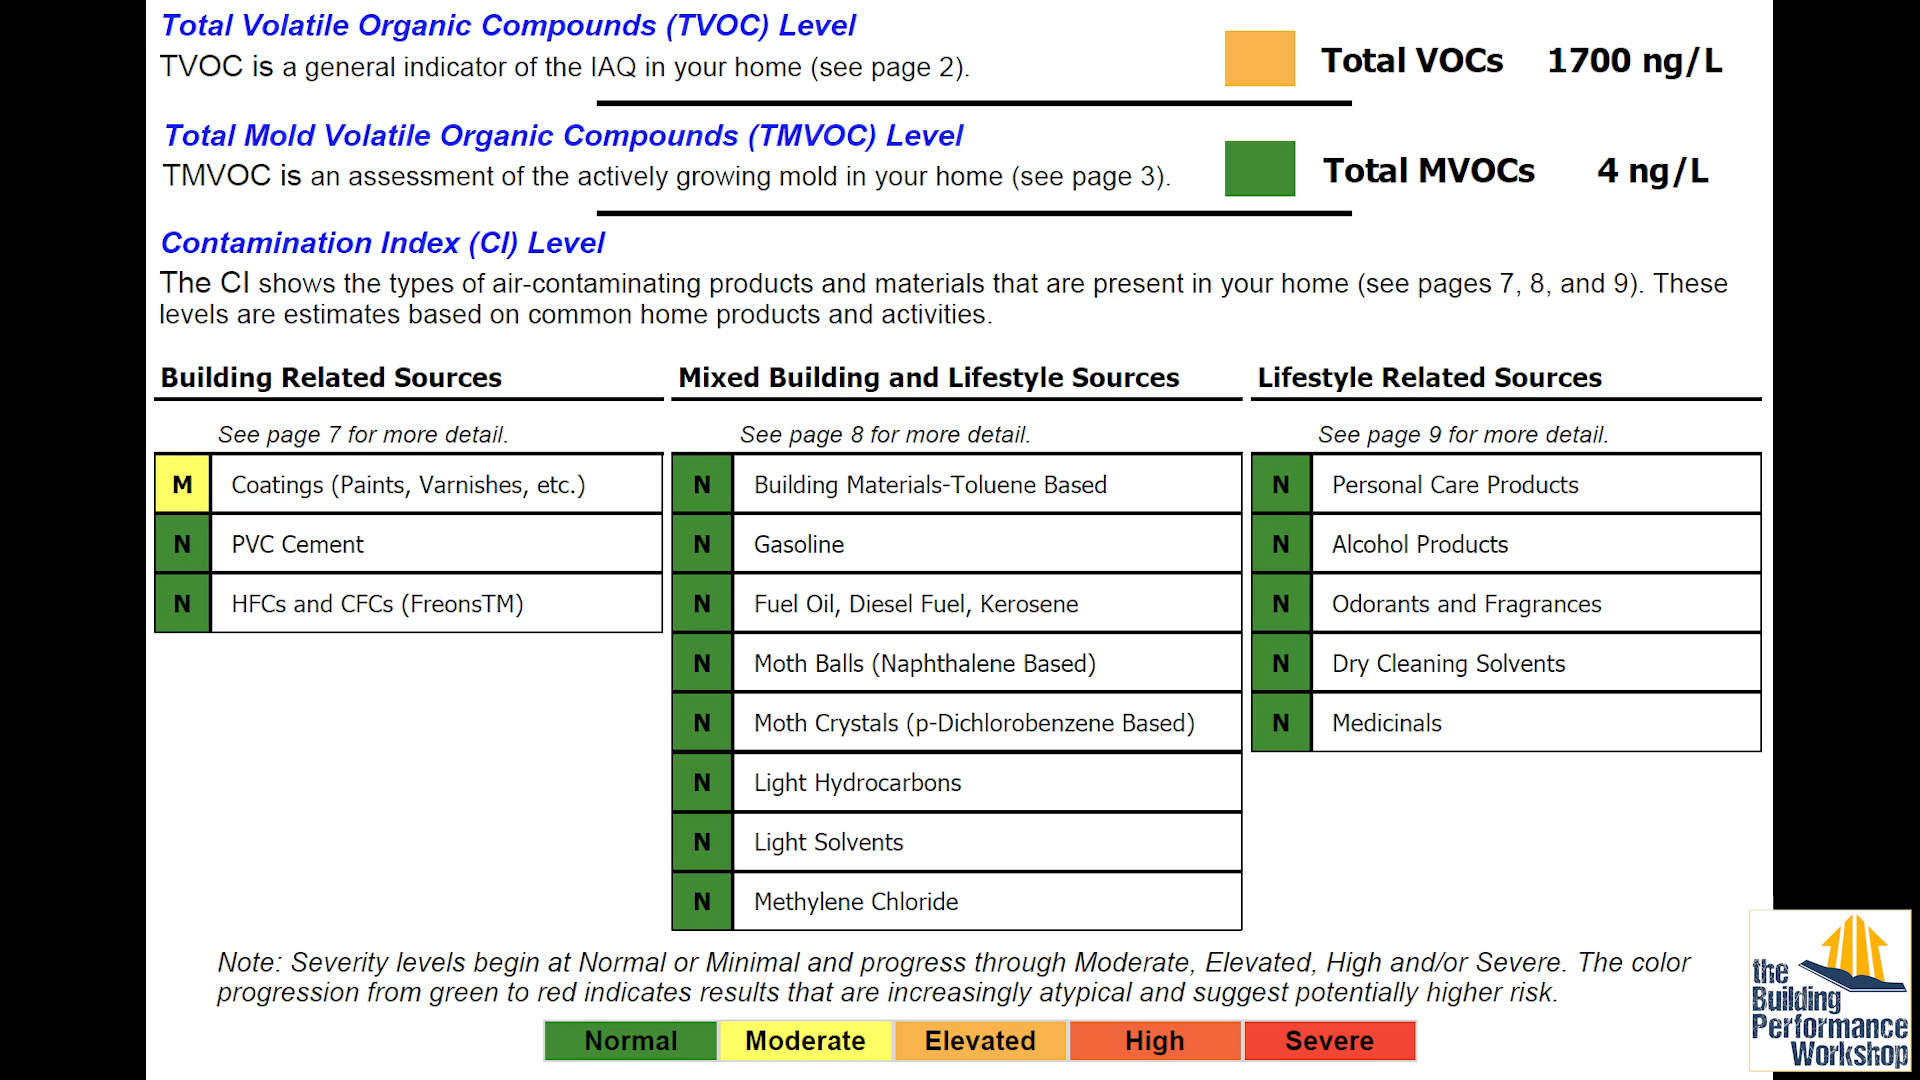 Total Volatile Organic Compounds (TVOC) Level
TVOC is a general indicator of the IAQ in your home (see page 2).
Total VOCs 1700 ng/L
Total Mold Volatile Organic Compounds (TMVOC) Level
TMVOC is an assessment of the actively growing mold in your home (see page 3).
Total MVOCs 4 ng/L
Contamination Index (CI) Level
The CI shows the types of air-contaminating products and materials that are present in your home (see pages 7, 8, and 9). These
levels are estimates based on common home products and activities.
Building Related Sources
See page 7 for more detail.
M Coatings (Paints, Varnishes, etc.)
N PVC Cement
N HFCs and CFCs (FreonsTM)
Mixed Building and Lifestyle Sources
See page 8 for more detail.
N Building Materials-Toluene Based
N Gasoline
N Fuel Oil, Diesel Fuel, Kerosene
N Moth Balls (Naphthalene Based)
N Moth Crystals (p-Dichlorobenzene Based)
N Light Hydrocarbons
N Light Solvents
N Methylene Chloride
Lifestyle Related Sources
See page 9 for more detail.
N Personal Care Products
N Alcohol Products
N Odorants and Fragrances
N Dry Cleaning Solvents
N Medicinals
Note: Severity levels begin at Normal or Minimal and progress through Moderate, Elevated, High and/or Severe. The color
progression from green to red indicates results that are increasingly atypical and suggest potentially higher risk.
Normal Moderate Elevated High Severe
the
Building
Performance
Workshop